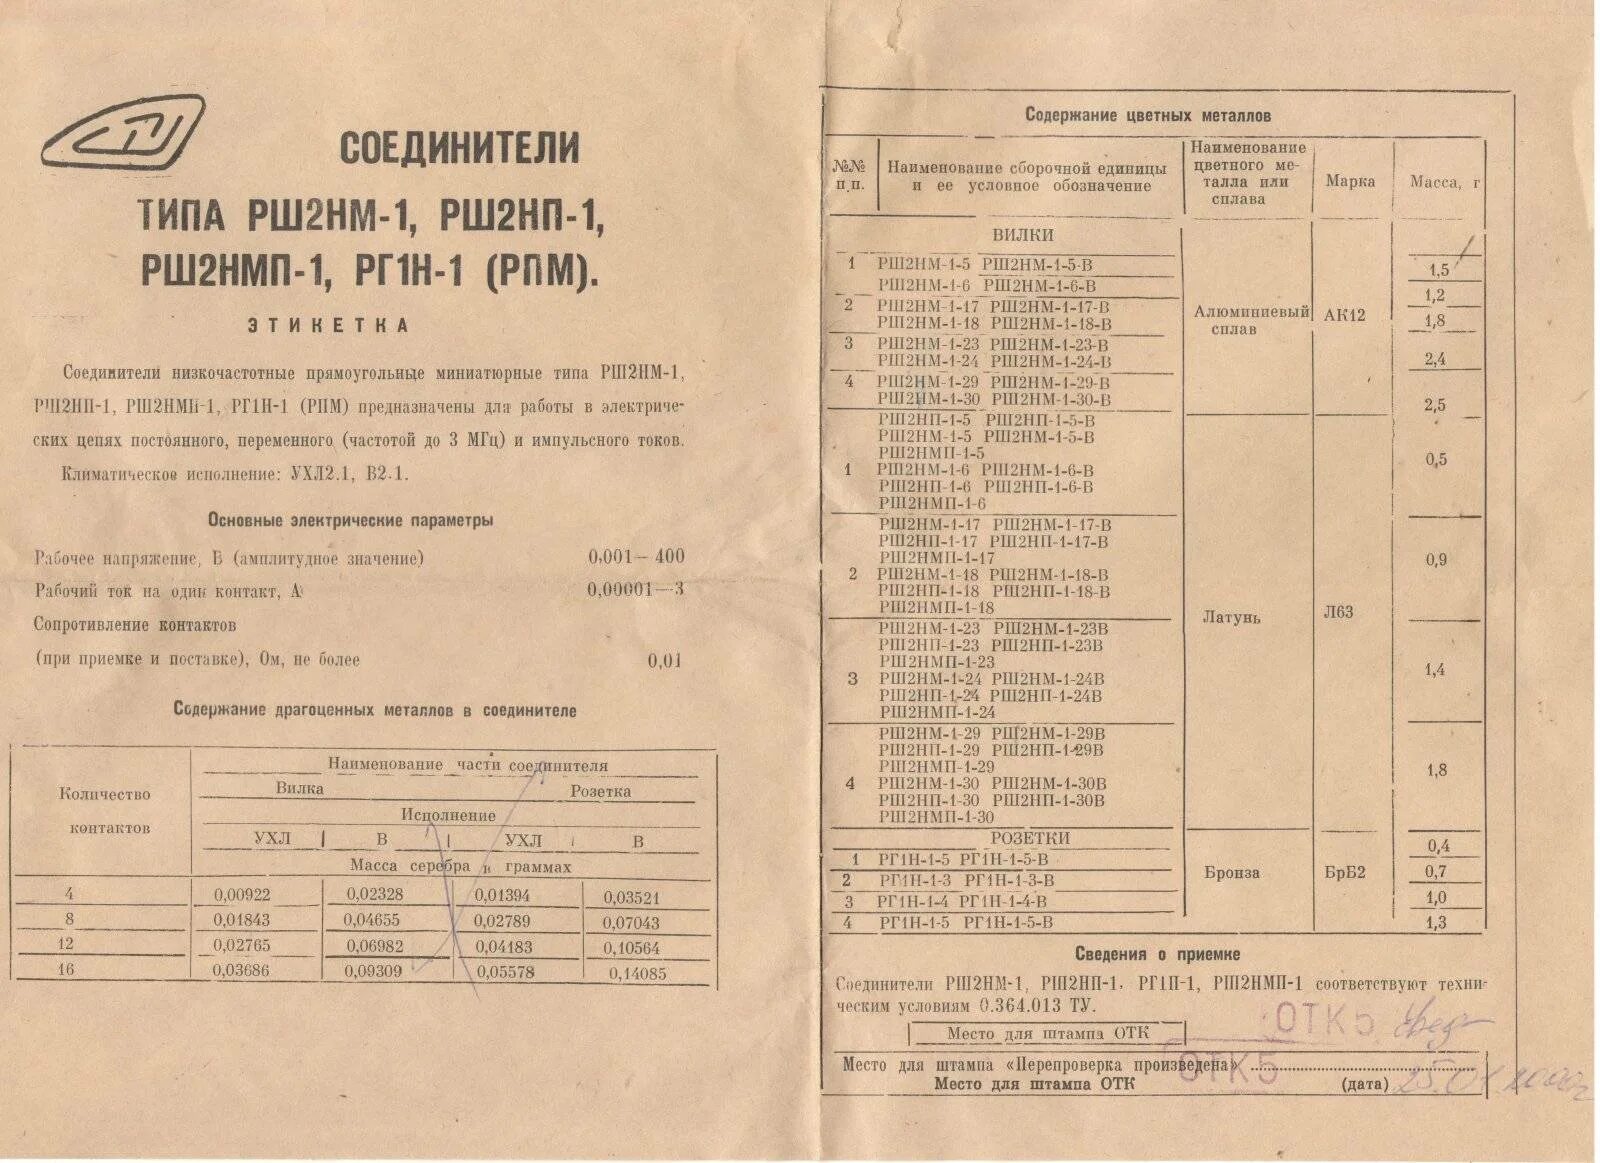 СОЕДИНИТЕЛИ
ТИПА РШ2НМ-1, РШ2НП-1,
РШ2НМП-1, РГ1Н-1 (РПМ).
ЭТИКЕТКА
Соединители низкочастотные прямоугольные миниатюрные типа РШ2НМ-1,
РШ2НП-1, РШ2НМП-1, РГ1Н-1 (РПМ) предназначены для работы в электриче-
ских цепях постоянного, переменного (частотой до 3 МГц) и импульсного токов.
Климатическое исполнение: УХЛ2.1, В2.1.
Основные электрические параметры
Рабочее напряжение, В (амплитудное значение) 0,001— 400
Рабочий ток на один контакт, А 0,00001—3
Сопротивление контактов
(при приемке и поставке), Ом, не более 0,01
Содержание драгоценных металлов в соединителе
Количество контактов
Наименование части соединителя
Вилка Розетка
Исполнение
УХЛ В УХЛ В
Масса серебра в граммах
4 0,00922 0,02328 0,01394 0,03521
8 0,01843 0,04655 0,02789 0,07043
12 0,02765 0,06982 0,04183 0,10564
16 0,03686 0,09309 0,05578 0,14085
Содержание цветных металлов
№№ п.п.
Наименование сборочной единицы
и ее условное обозначение
Наименование
цветного ме-
талла или
сплава
Марка
Масса, г
ВИЛКИ
1 РШ2НМ-1-5 РШ2НМ-1-5-В 1,5
РШ2НМ-1-6 РШ2НМ-1-6-В 1,2
2 РШ2НМ-1-17 РШ2НМ-1-17-В Алюминиевый
РШ2НМ-1-18 РШ2НМ-1-18-В сплав АК12 1,8
3 РШ2НМ-1-23 РШ2НМ-1-23-В
РШ2НМ-1-24 РШ2НМ-1-24-В 2,4
4 РШ2НМ-1-29 РШ2НМ-1-29-В
РШ2НМ-1-30 РШ2НМ-1-30-В 2,5
РШ2НП-1-5 РШ2НП-1-5-В
РШ2НМ-1-5 РШ2НМ-1-5-В
РШ2НМП-1-5 0,5
1 РШ2НМ-1-6 РШ2НМ-1-6-В
РШ2НП-1-6 РШ2НП-1-6-В
РШ2НМП-1-6
РШ2НМ-1-17 РШ2НМ-1-17-В
РШ2НП-1-17 РШ2НП-1-17-В
РШ2НМП-1-17 0,9
2 РШ2НМ-1-18 РШ2НМ-1-18-В
РШ2НП-1-18 РШ2НП-1-18-В
РШ2НМП-1-18 Латунь Л63
РШ2НМ-1-23 РШ2НМ-1-23В
РШ2НП-1-23 РШ2НП-1-23В
РШ2НМП-1-23 1,4
3 РШ2НМ-1-24 РШ2НМ-1-24В
РШ2НП-1-24 РШ2НП-1-24В
РШ2НМП-1-24
РШ2НМ-1-29 РШ2НМ-1-29В
РШ2НП-1-29 РШ2НП-1-29В
РШ2НМП-1-29 1,8
4 РШ2НМ-1-30 РШ2НМ-1-30В
РШ2НП-1-30 РШ2НП-1-30В
РШ2НМП-1-30
РОЗЕТКИ 0,4
1 РГ1Н-1-5 РГ1Н-1-5-В
2 РГ1Н-1-3 РГ1Н-1-3-В Бронза БрБ2 0,7
3 РГ1Н-1-4 РГ1Н-1-4-В 1,0
4 РГ1Н-1-5 РГ1Н-1-5-В 1,3
Сведения о приемке
Соединители РШ2НМ-1, РШ2НП-1, РГ1П-1, РШ2НМП-1 соответствуют техни-
ческим условиям 0.364.013 ТУ.
Место для штампа ОТК ОТК5
Место для штампа «Перепроверка произведена» ОТК5
Место для штампа ОТК (дата)